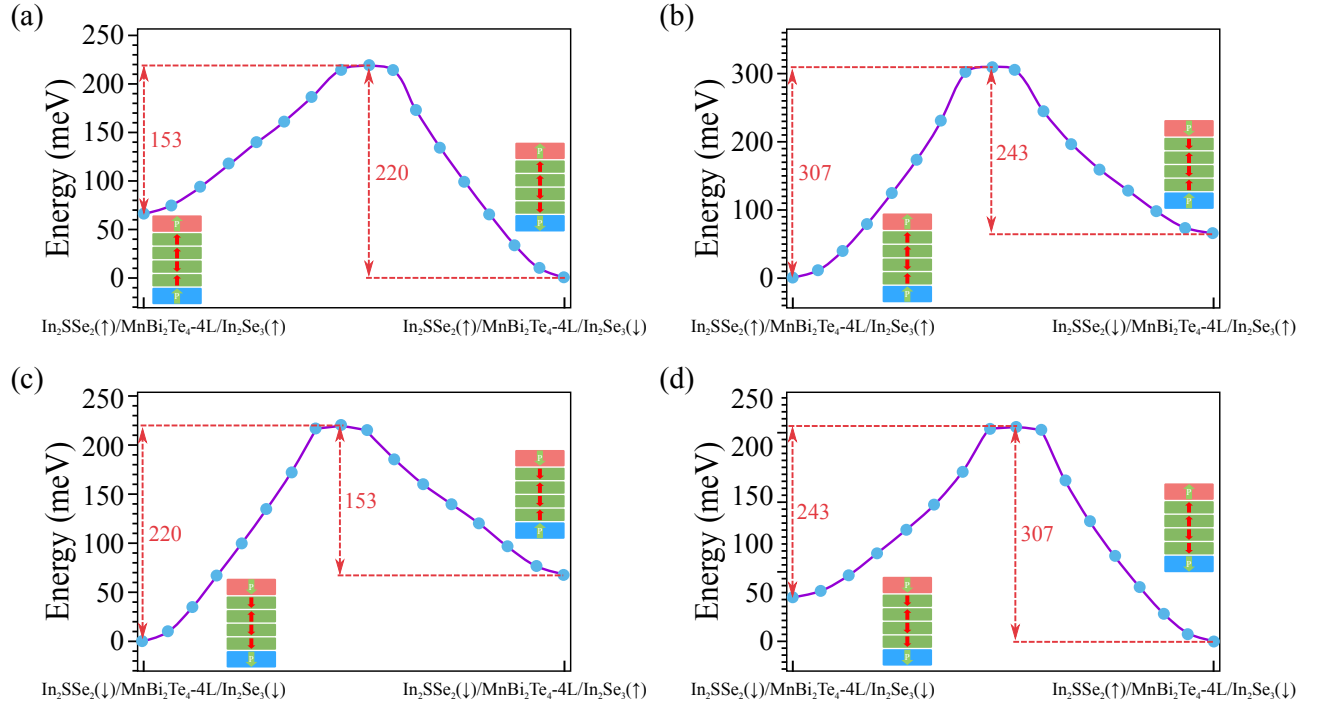 (a)
250
200
150
100
50
0
Energy (meV)
153
220
P
P
P
P
In₂SSe₂(↑)/MnBi₂Te₄-4L/In₂Se₃(↑)
In₂SSe₂(↑)/MnBi₂Te₄-4L/In₂Se₃(↓)
(b)
300
200
100
0
Energy (meV)
307
243
P
P
P
P
In₂SSe₂(↑)/MnBi₂Te₄-4L/In₂Se₃(↑)
In₂SSe₂(↓)/MnBi₂Te₄-4L/In₂Se₃(↑)
(c)
250
200
150
100
50
0
Energy (meV)
220
153
P
P
P
P
In₂SSe₂(↓)/MnBi₂Te₄-4L/In₂Se₃(↓)
In₂SSe₂(↓)/MnBi₂Te₄-4L/In₂Se₃(↑)
(d)
250
200
150
100
50
0
Energy (meV)
243
307
P
P
P
P
In₂SSe₂(↓)/MnBi₂Te₄-4L/In₂Se₃(↓)
In₂SSe₂(↑)/MnBi₂Te₄-4L/In₂Se₃(↓)